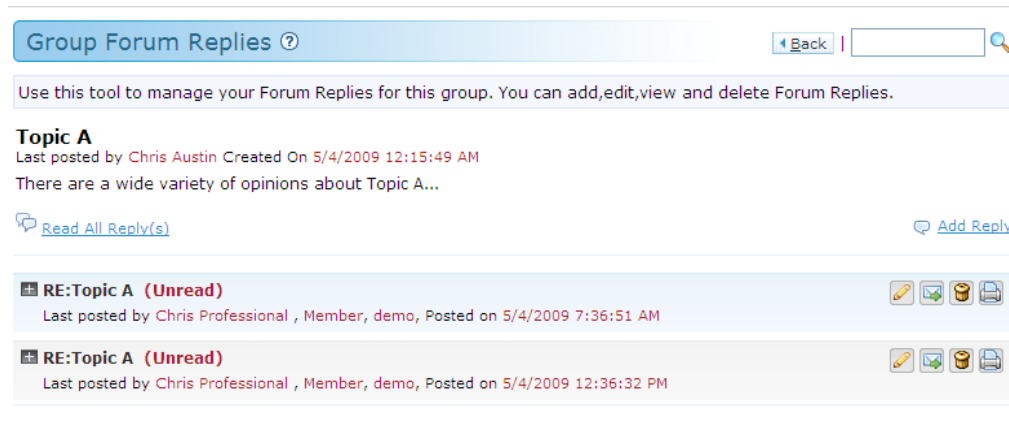 Group Forum Replies ?
Back |
Use this tool to manage your Forum Replies for this group. You can add,edit,view and delete Forum Replies.
Topic A
Last posted by Chris Austin Created On 5/4/2009 12:15:49 AM
There are a wide variety of opinions about Topic A...
Read All Reply(s)
Add Reply
RE:Topic A (Unread)
Last posted by Chris Professional , Member, demo, Posted on 5/4/2009 7:36:51 AM
RE:Topic A (Unread)
Last posted by Chris Professional , Member, demo, Posted on 5/4/2009 12:36:32 PM